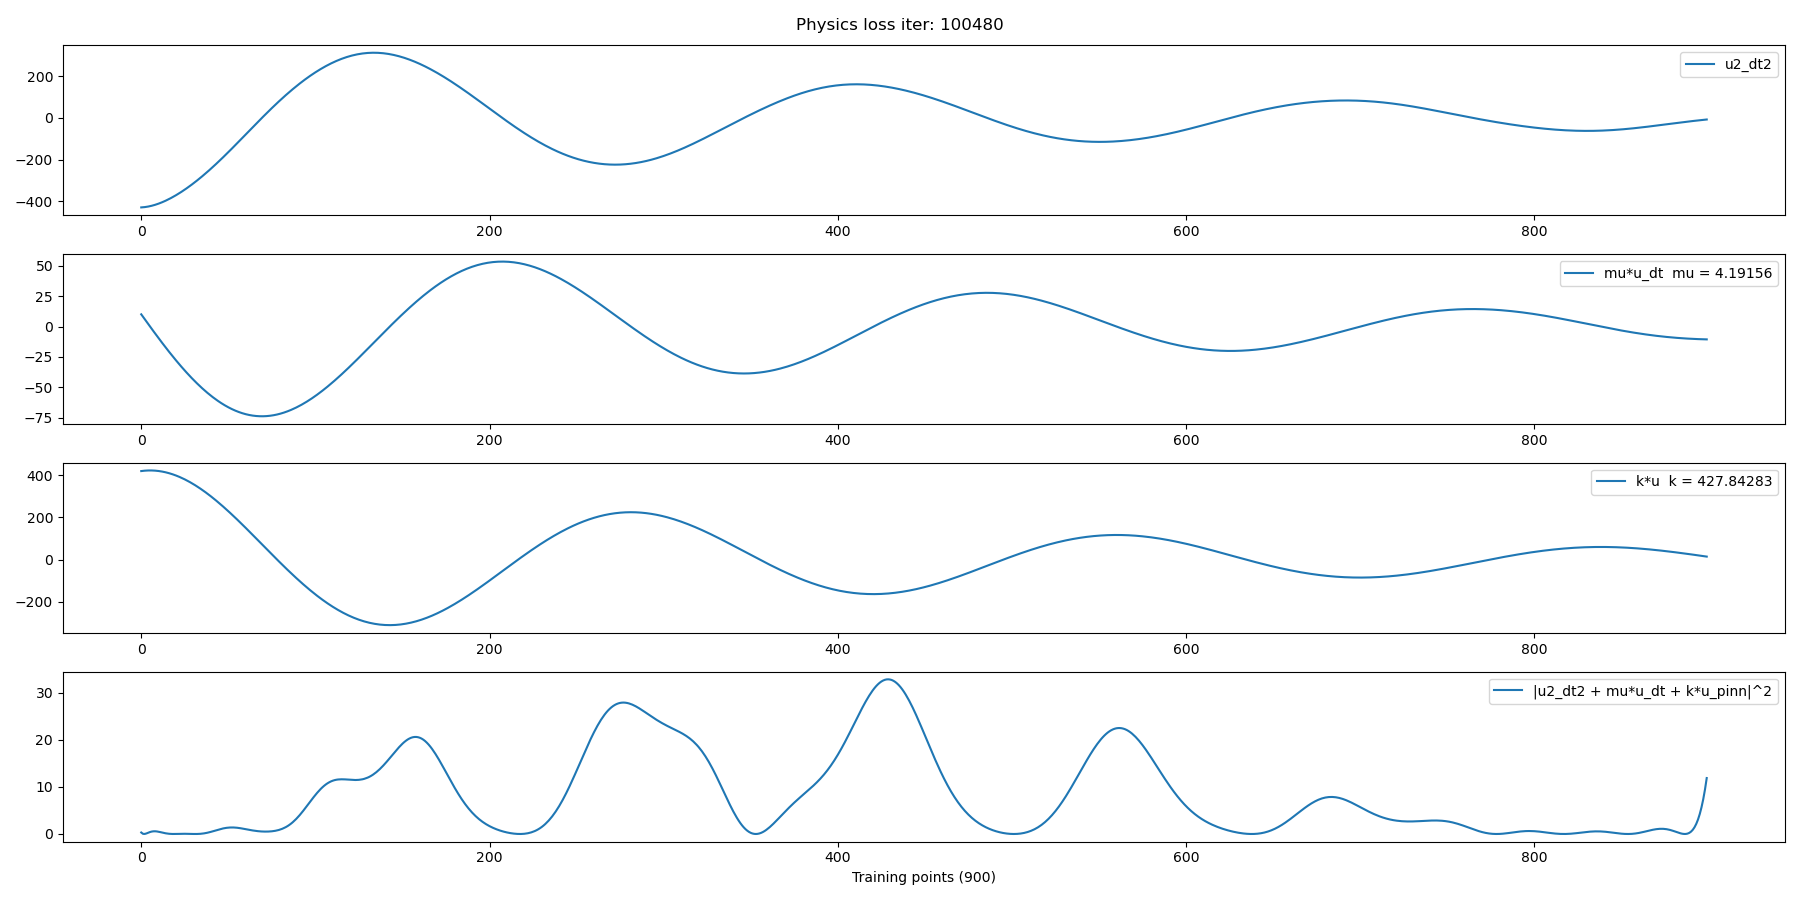 Physics loss iter: 100480
u2_dt2
200
0
−200
−400
0 200 400 600 800
mu*u_dt  mu = 4.19156
50
25
0
−25
−50
−75
0 200 400 600 800
k*u  k = 427.84283
400
200
0
−200
0 200 400 600 800
|u2_dt2 + mu*u_dt + k*u_pinn|^2
30
20
10
0
0 200 400 600 800
Training points (900)